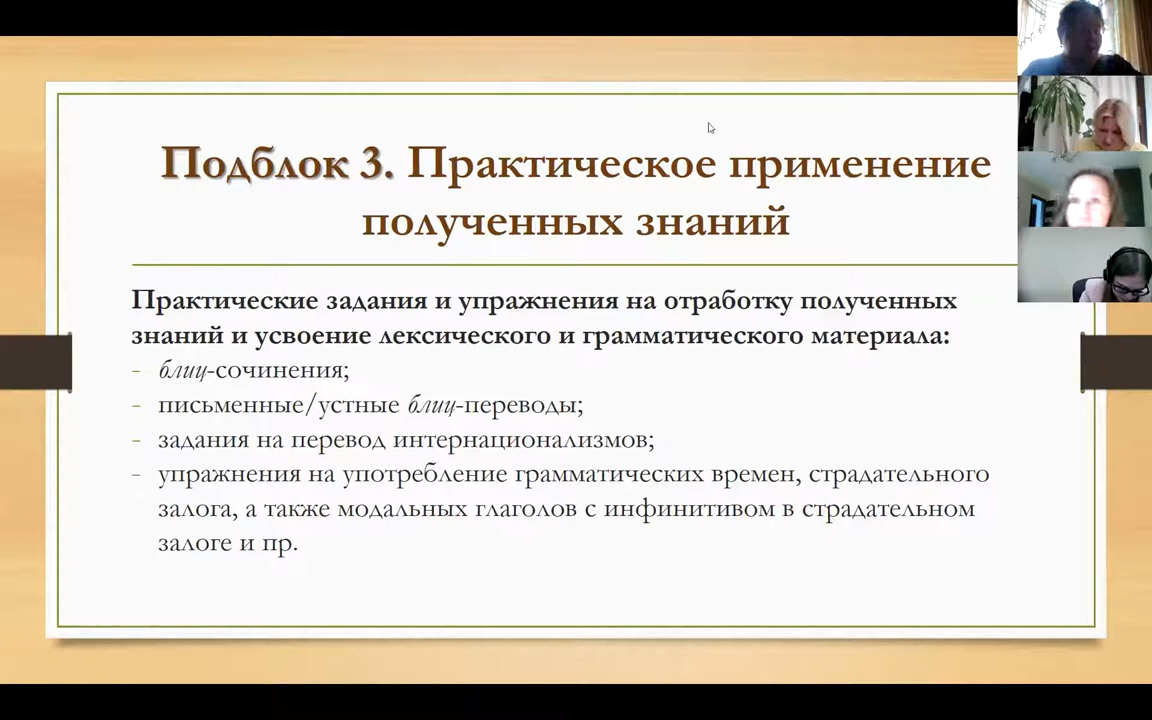 Подблок 3. Практическое применение
полученных знаний
Практические задания и упражнения на отработку полученных
знаний и усвоение лексического и грамматического материала:
- блиц-сочинения;
- письменные/устные блиц-переводы;
- задания на перевод интернационализмов;
- упражнения на употребление грамматических времен, страдательного
залога, а также модальных глаголов с инфинитивом в страдательном
залоге и пр.